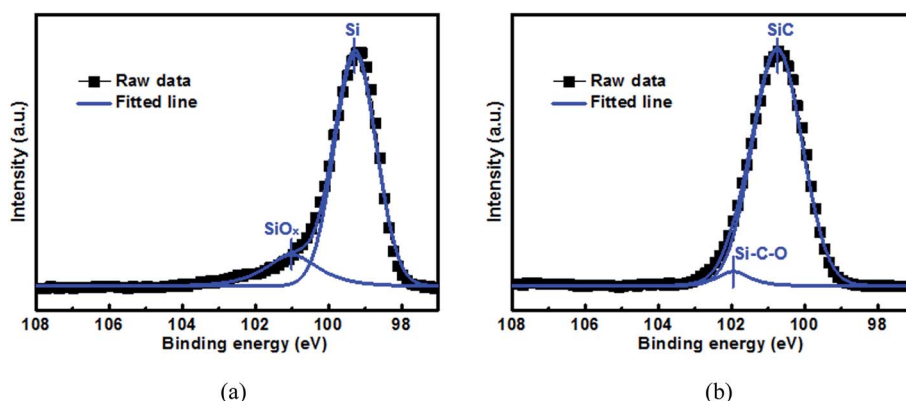 Si
Raw data
Fitted line
SiOₓ
Intensity (a.u.)
108 106 104 102 100 98
Binding energy (eV)
(a)
SiC
Raw data
Fitted line
Si-C-O
Intensity (a.u.)
108 106 104 102 100 98
Binding energy (eV)
(b)